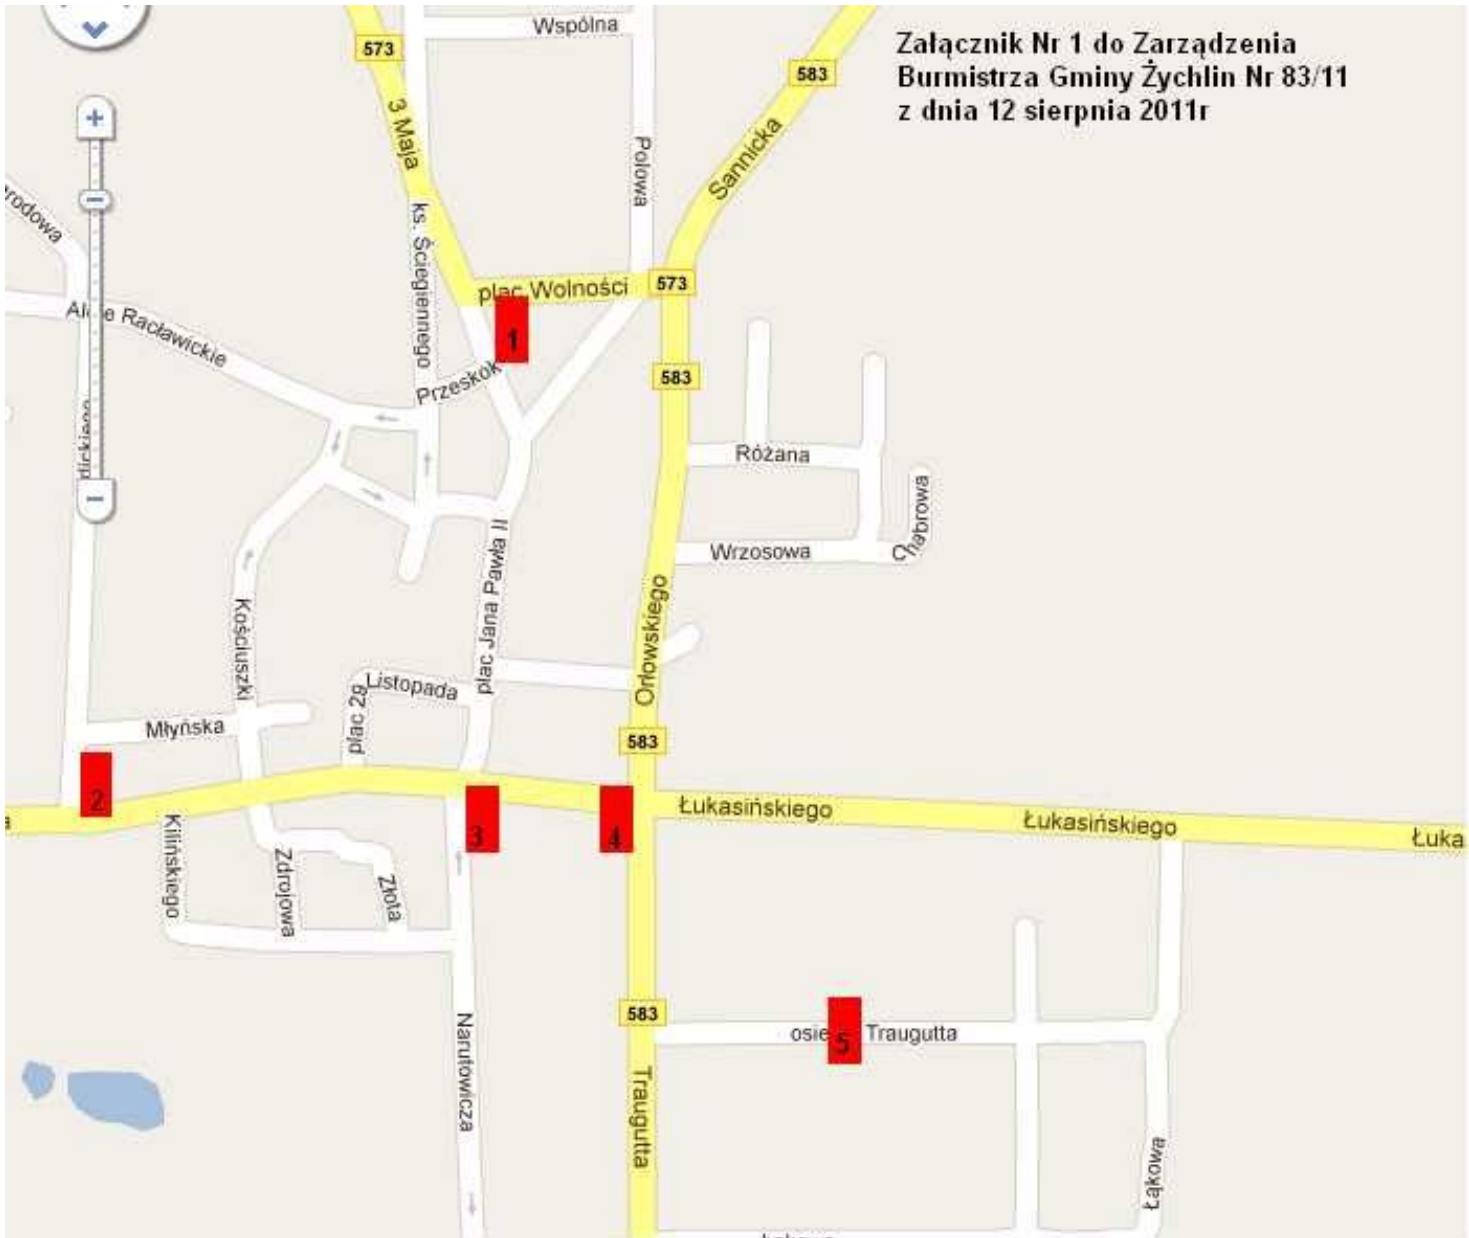 Załącznik Nr 1 do Zarządzenia
Burmistrza Gminy Żychlin Nr 83/11
z dnia 12 sierpnia 2011r
Wspólna
573
583
3 Maja
Polowa
Sannicka
ks. Ściegiennego
plac Wolności
573
1
Racławickie
Przeskok
583
Różana
Chabrowa
Wrzosowa
plac Jana Pawła II
Kościuszki
Orłowskiego
plac 29
Listopada
Młyńska
583
2
3
4
Łukasińskiego
Łukasińskiego
Łuka
Kilińskiego
Zdrojowa
Złota
583
osie
5
Traugutta
Narutowicza
Traugutta
Łąkowa